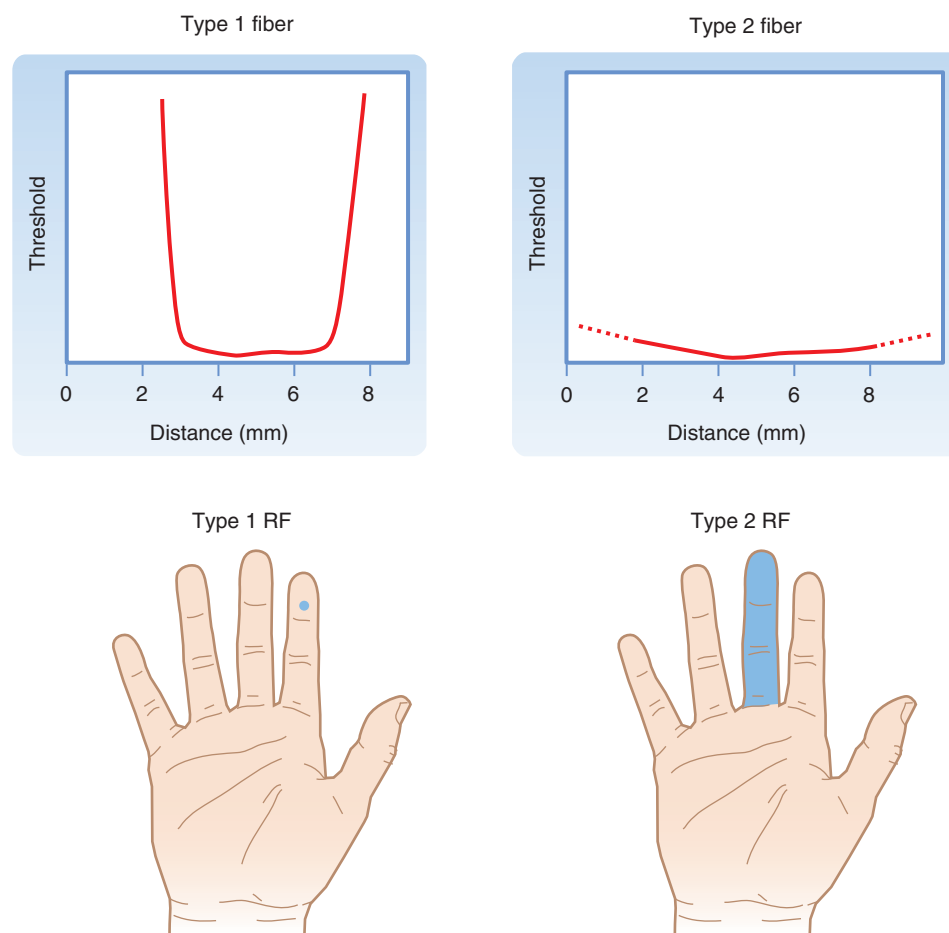 Type 1 fiber
Threshold
0 2 4 6 8
Distance (mm)
Type 2 fiber
Threshold
0 2 4 6 8
Distance (mm)
Type 1 RF
Type 2 RF